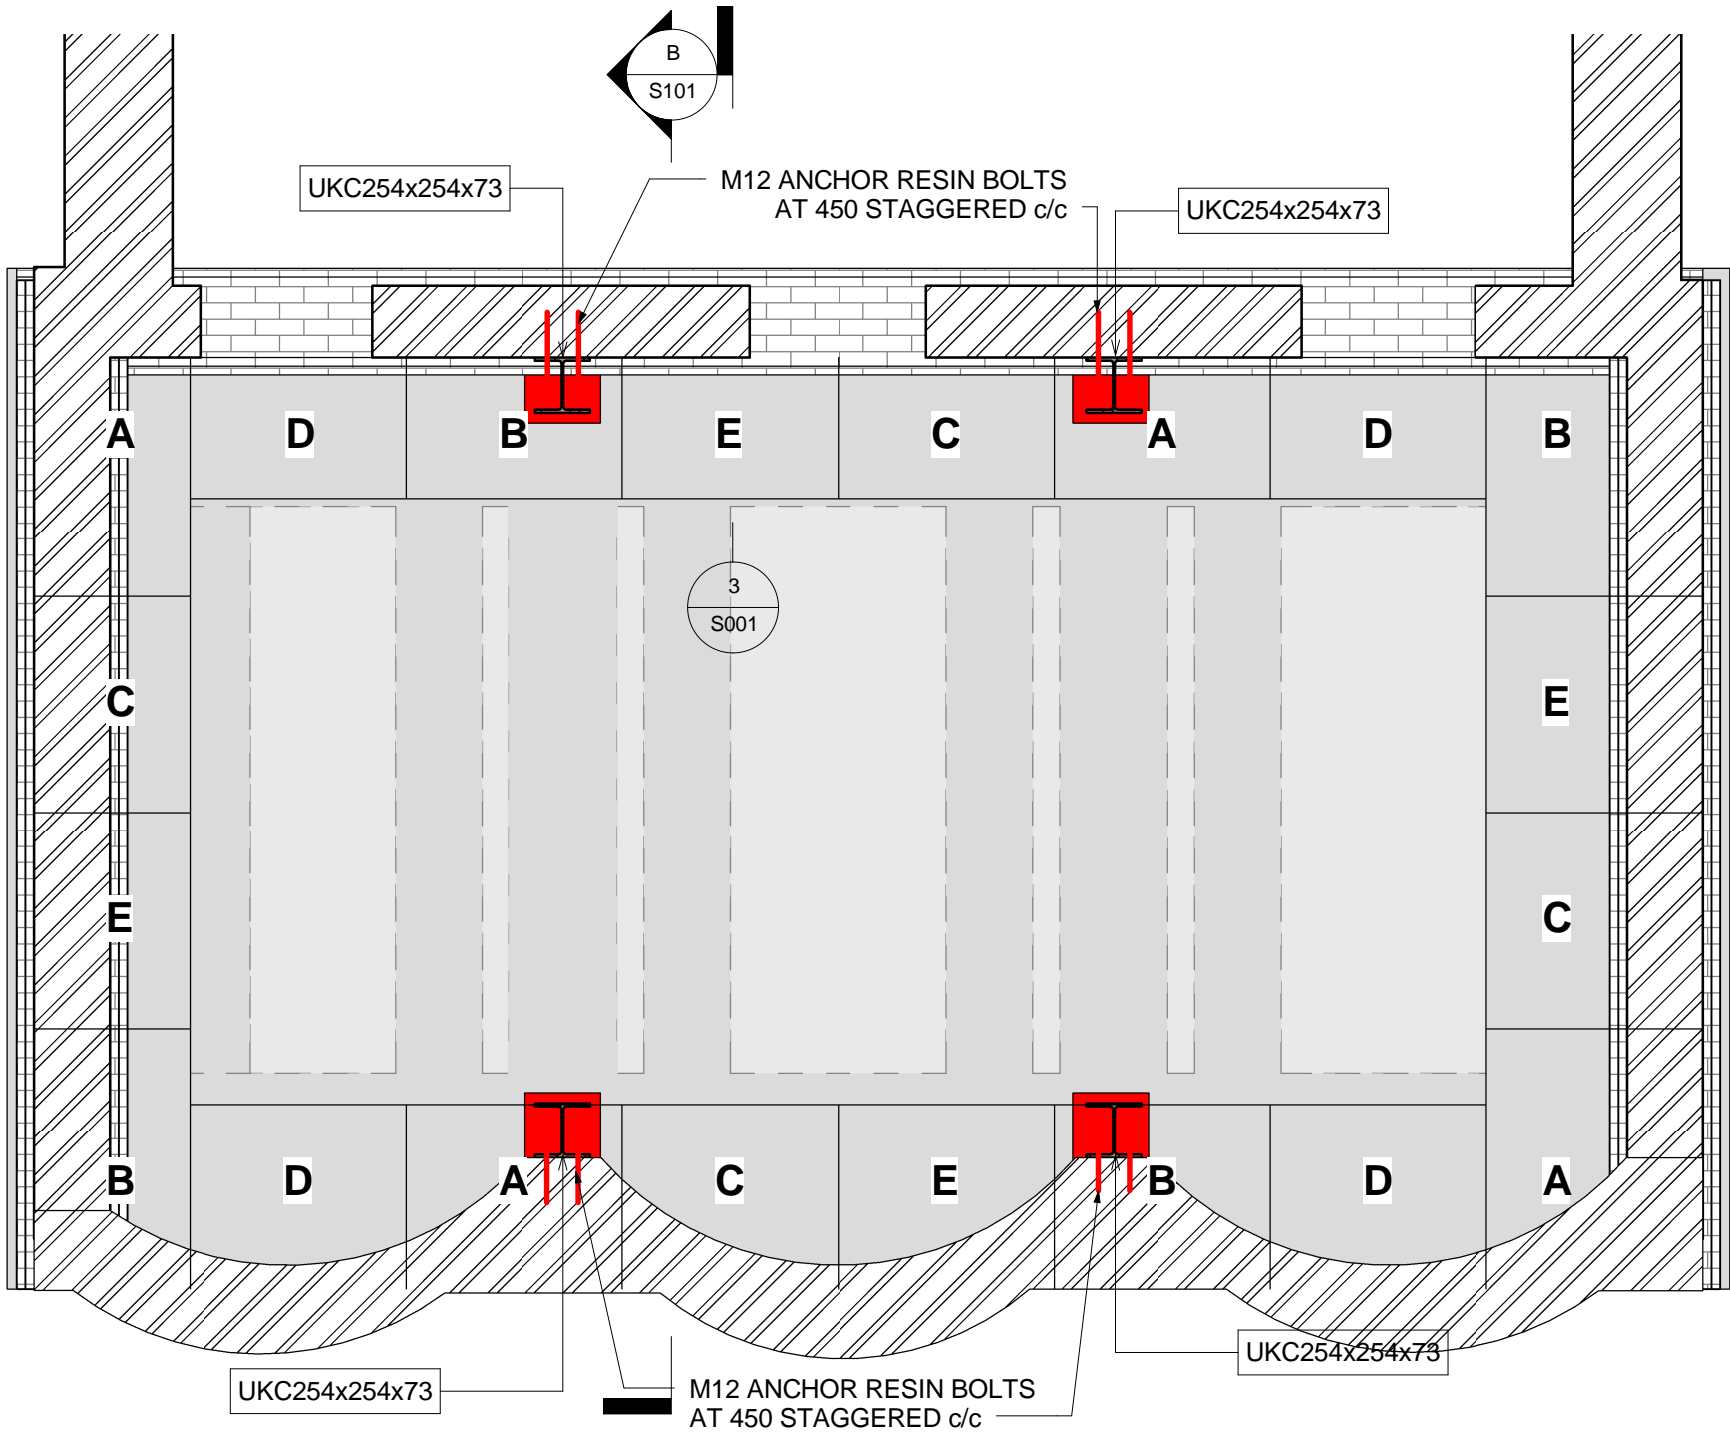 B
S101
UKC254x254x73
M12 ANCHOR RESIN BOLTS
AT 450 STAGGERED c/c
UKC254x254x73
A
D
B
E
C
A
D
B
3
S001
C
E
E
C
B
D
A
C
E
B
D
A
UKC254x254x73
UKC254x254x73
M12 ANCHOR RESIN BOLTS
AT 450 STAGGERED c/c